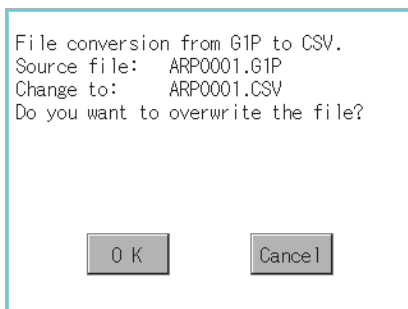 File conversion from G1P to CSV.
Source file: ARP0001.G1P
Change to: ARP0001.CSV
Do you want to overwrite the file?
O K
Cancel